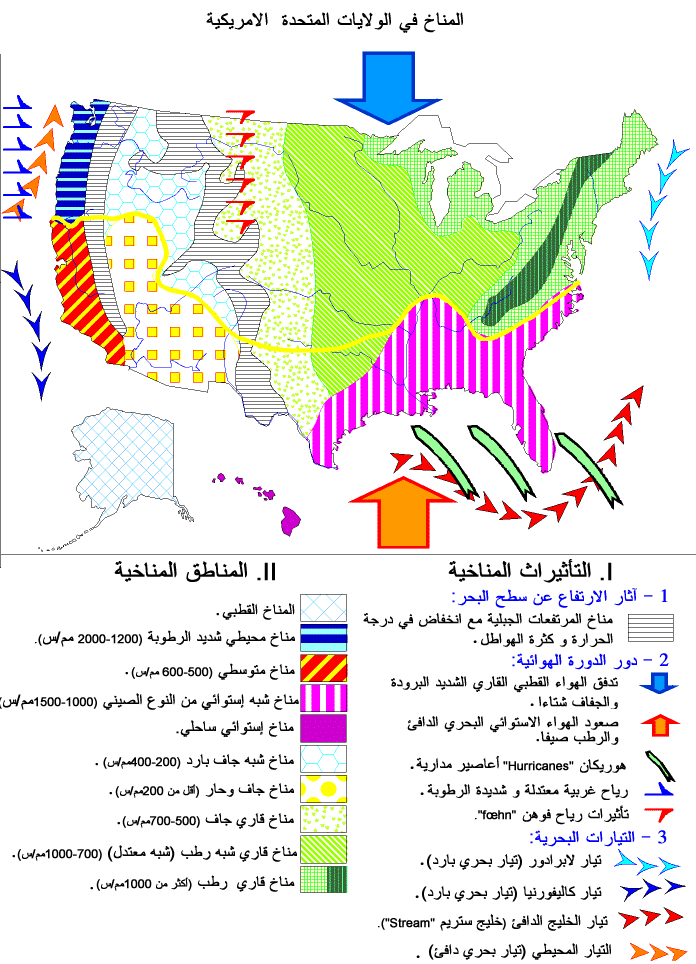 المناخ في الولايات المتحدة الامريكية
I. التأثيراث المناخية
1 - آثار الارتفاع عن سطح البحر:
مناخ المرتفعات الجبلية مع انخفاض في درجة
الحرارة و كثرة الهواطل.
2 - دور الدورة الهوائية:
تدفق الهواء القطبي القاري الشديد البرودة
والجفاف شتاءا.
صعود الهواء الاستوائي البحري الدافئ
والرطب صيفا.
هوريكان "Hurricanes" أعاصير مدارية.
رياح غربية معتدلة و شديدة الرطوبة.
تأثيرات رياح فوهن "fœhn".
3 - التيارات البحرية:
تيار لابرادور (تيار بحري بارد).
تيار كاليفورنيا (تيار بحري بارد).
تيار الخليج الدافئ (خليج ستريم "Stream").
التيار المحيطي (تيار بحري دافئ) .
II. المناطق المناخية
المناخ القطبي.
مناخ محيطي شديد الرطوبة (1200-2000 مم/س).
مناخ متوسطي (500-600 مم/س).
مناخ شبه إستوائي من النوع الصيني (1000-1500مم/س)
مناخ إستوائي ساحلي.
مناخ شبه جاف بارد (200-400مم/س) .
مناخ جاف وحار (أقل من 200مم/س).
مناخ قاري جاف (500-700مم/س).
مناخ قاري شبه رطب (شبه معتدل) (700-1000مم/س).
مناخ قاري رطب (أكثر من 1000مم/س).